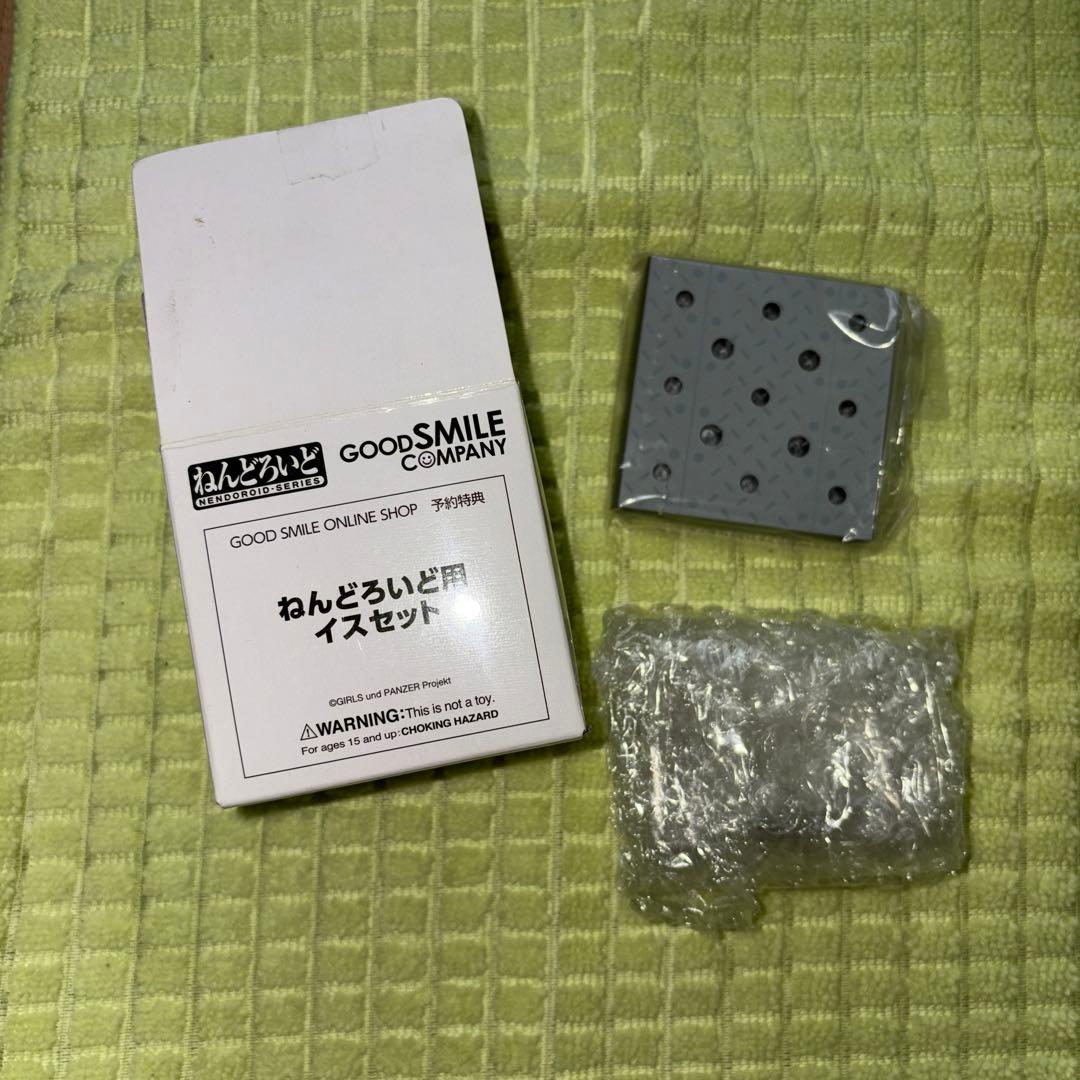 ねんどろいど
NENDOROID-SERIES
GOOD SMILE
COMPANY
GOOD SMILE ONLINE SHOP 予約特典
ねんどろいど用
イスセット
©GIRLS und PANZER Projekt
⚠WARNING:This is not a toy.
For ages 15 and up:CHOKING HAZARD